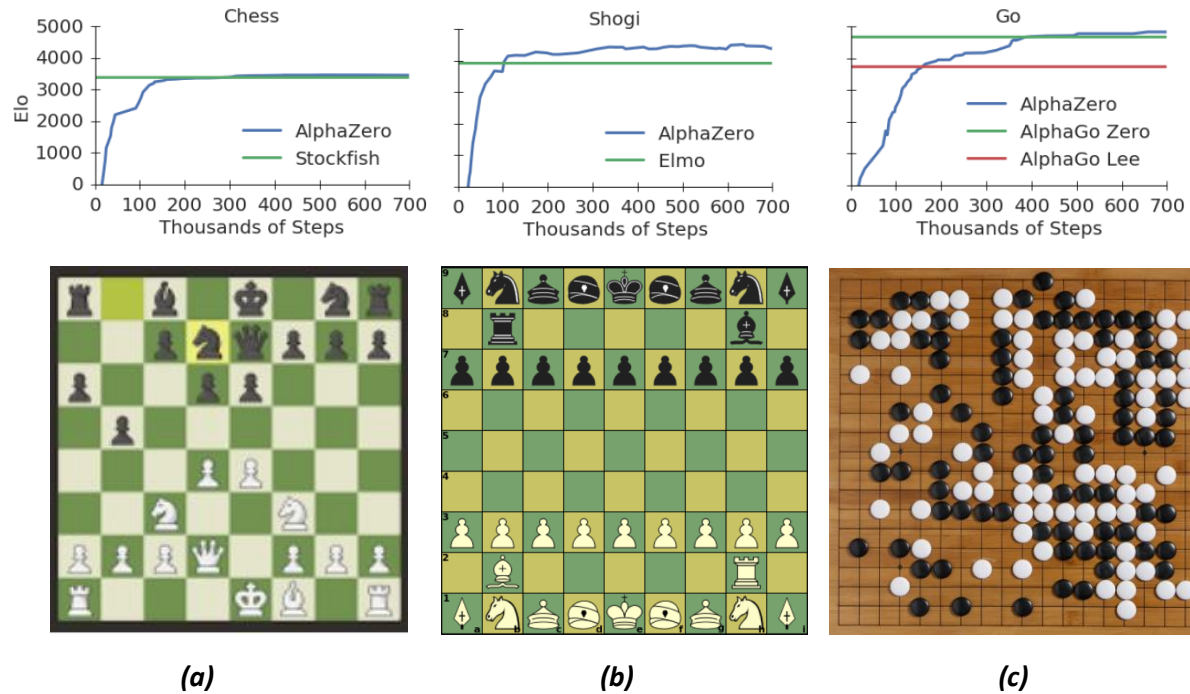 Chess
Shogi
Go
5000
4000
3000
2000
1000
0
Elo
AlphaZero
Stockfish
AlphaZero
Elmo
AlphaZero
AlphaGo Zero
AlphaGo Lee
0 100 200 300 400 500 600 700
0 100 200 300 400 500 600 700
0 100 200 300 400 500 600 700
Thousands of Steps
Thousands of Steps
Thousands of Steps
9
8
7
6
5
4
3
2
1
a b c d e f g h i
(a)
(b)
(c)